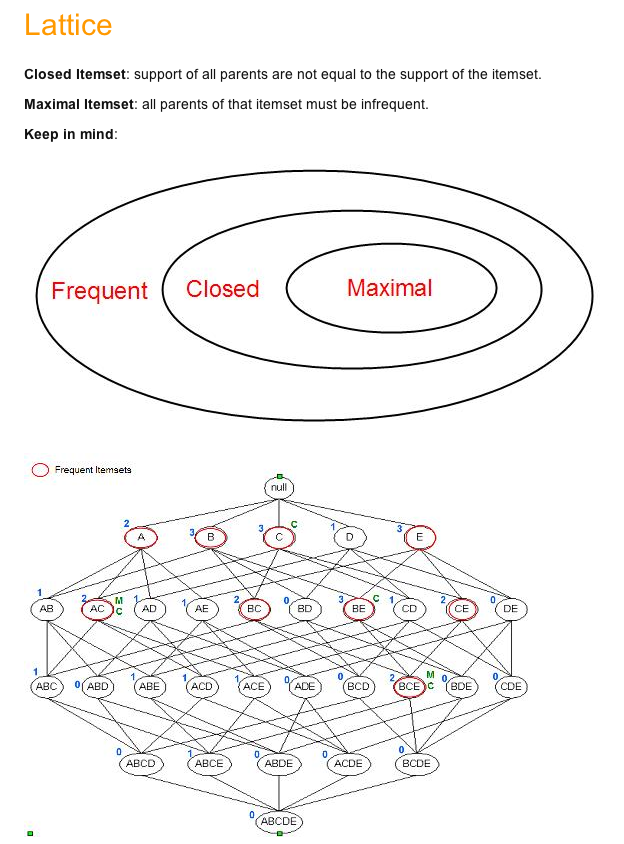 Lattice
Closed Itemset: support of all parents are not equal to the support of the itemset.
Maximal Itemset: all parents of that itemset must be infrequent.
Keep in mind:
Frequent Closed Maximal
Frequent Itemsets
null
2 3 3 C 1 3
A B C D E
1 2 M 1 1 2 0 3 C 1 2 0
AB AC C AD AE BC BD BE CD CE DE
1 0 1 1 1 0 0 2 M 0 0
ABC ABD ABE ACD ACE ADE BCD BCE C BDE CDE
0 1 0 0 0
ABCD ABCE ABDE ACDE BCDE
0 ABCDE